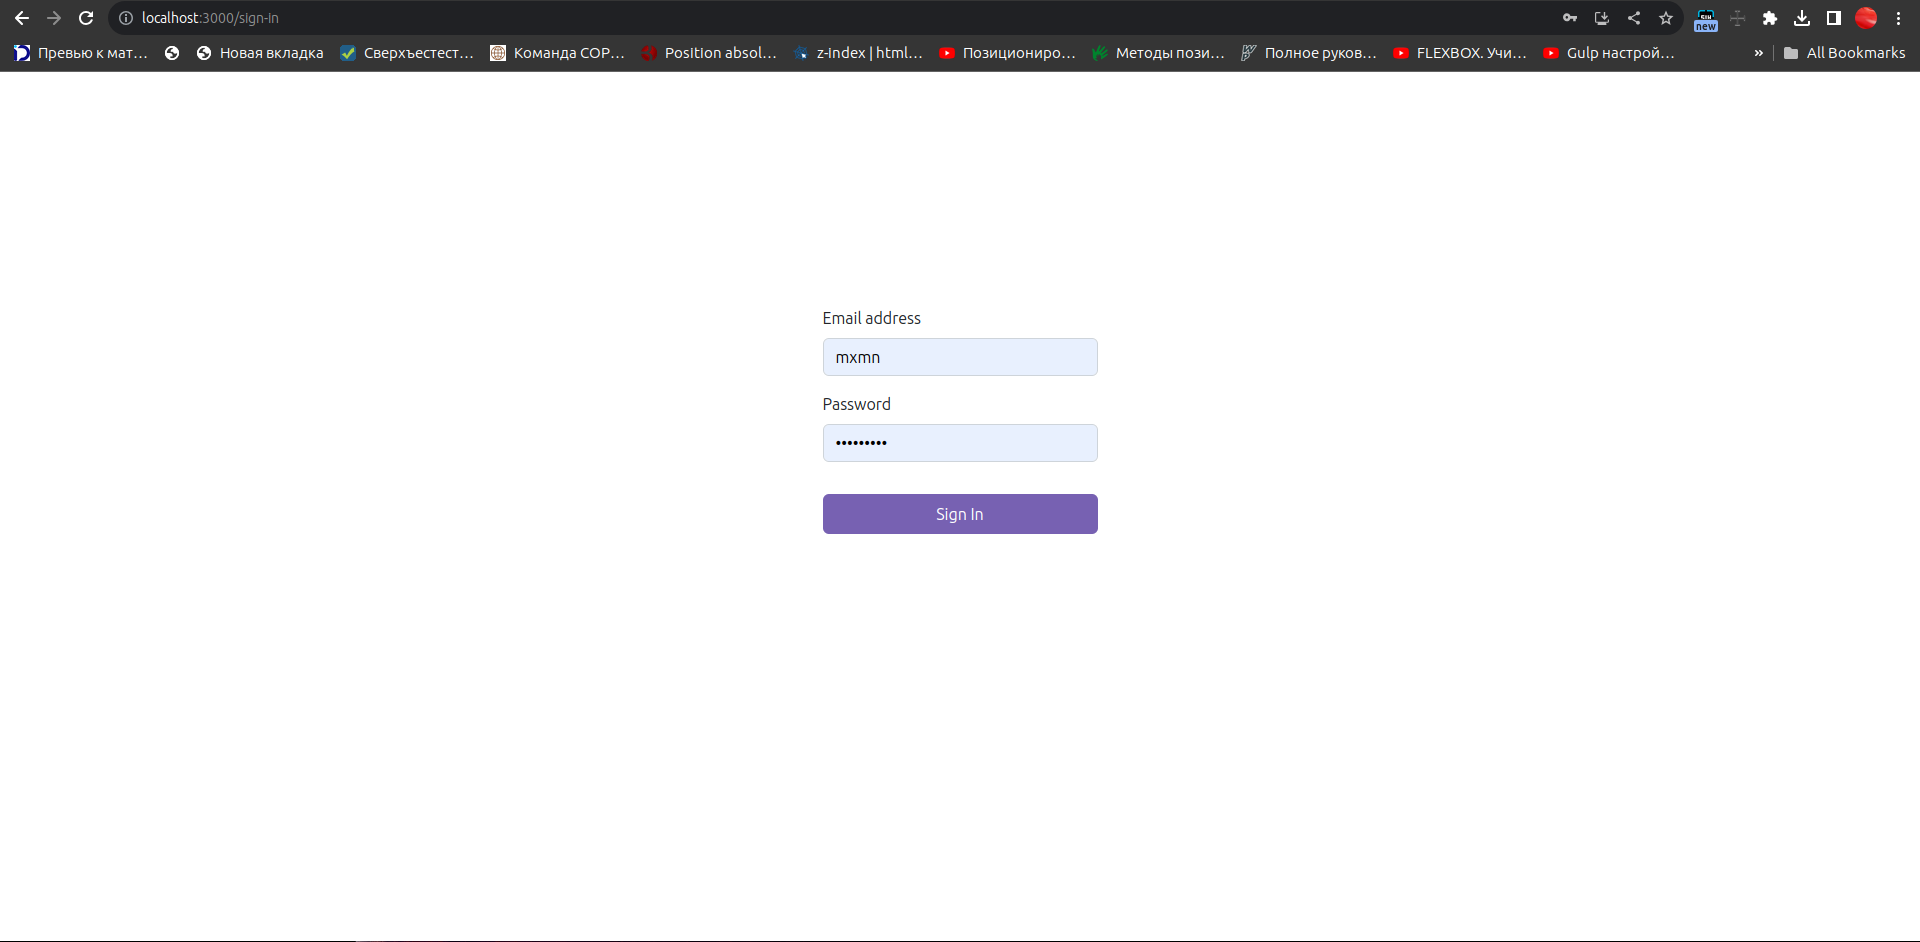 localhost:3000/sign-in
new
Превью к мат...
Новая вкладка
Сверхъестест...
Команда СОР...
Position absol...
z-index | html...
Позициониро...
Методы пози...
Полное руков...
FLEXBOX. Учи...
Gulp настрой...
» All Bookmarks
Email address
mxmn
Password
•••••••••
Sign In